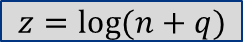 z = log(n + q)